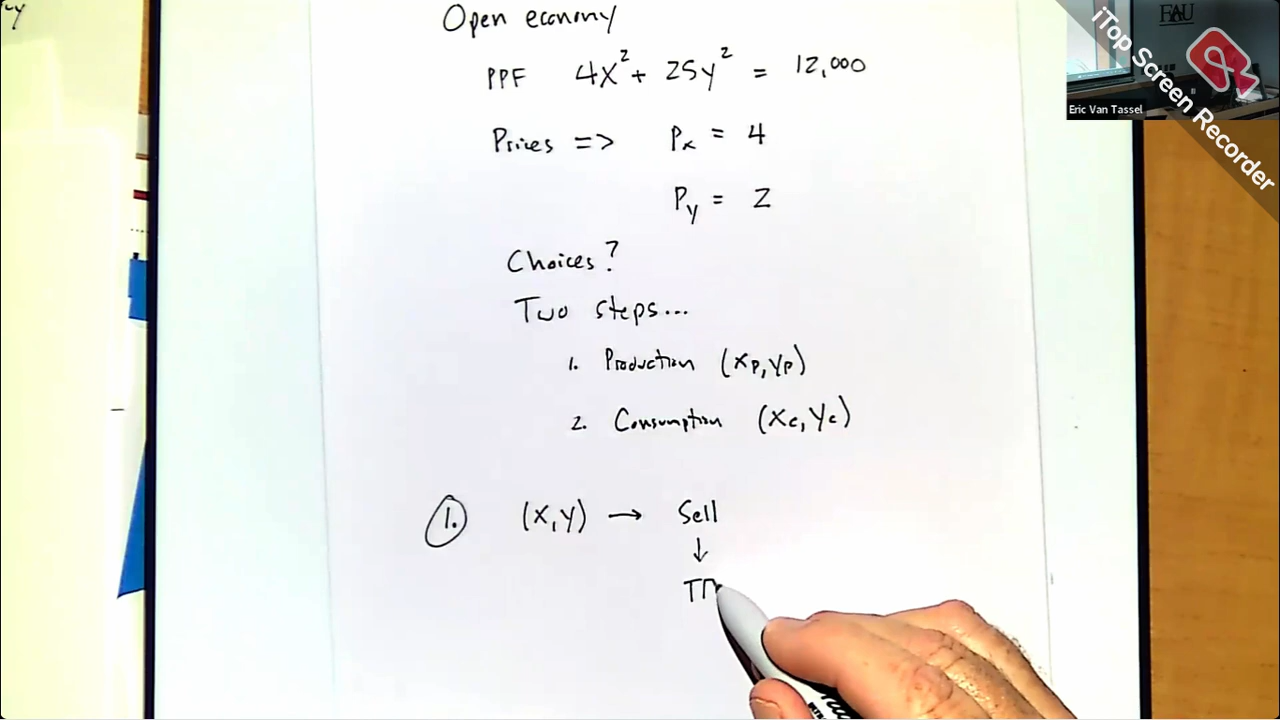 y
Open economy
PPF 4x² + 25y² = 12,000
Prices => Px = 4
Py = 2
Choices?
Two steps...
1. Production (xp, yp)
2. Consumption (xc, yc)
1. (x, y) → Sell
↓
TR
FAU
Eric Van Tassel
iTop Screen Recorder